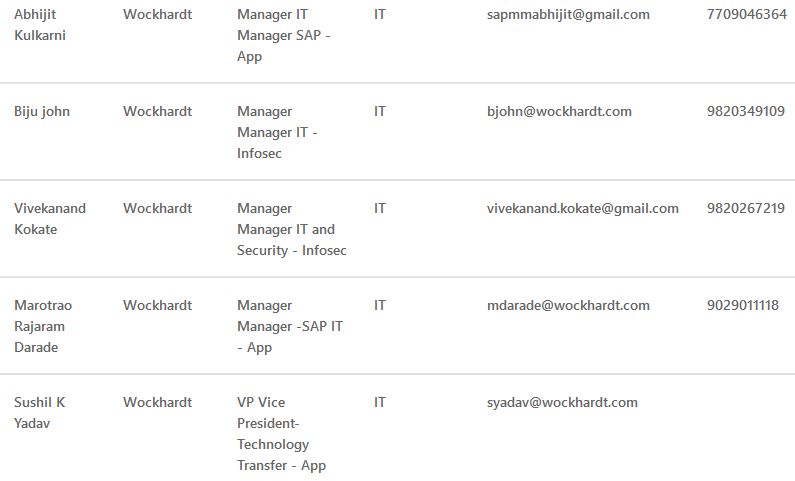 Abhijit Wockhardt Manager IT IT sapmmabhijit@gmail.com 7709046364
Kulkarni Manager SAP -
App
Biju john Wockhardt Manager IT bjohn@wockhardt.com 9820349109
Manager IT -
Infosec
Vivekanand Wockhardt Manager IT vivekanand.kokate@gmail.com 9820267219
Kokate Manager IT and
Security - Infosec
Marotrao Wockhardt Manager IT mdarade@wockhardt.com 9029011118
Rajaram Manager -SAP IT
Darade - App
Sushil K Wockhardt VP Vice IT syadav@wockhardt.com
Yadav President-
Technology
Transfer - App